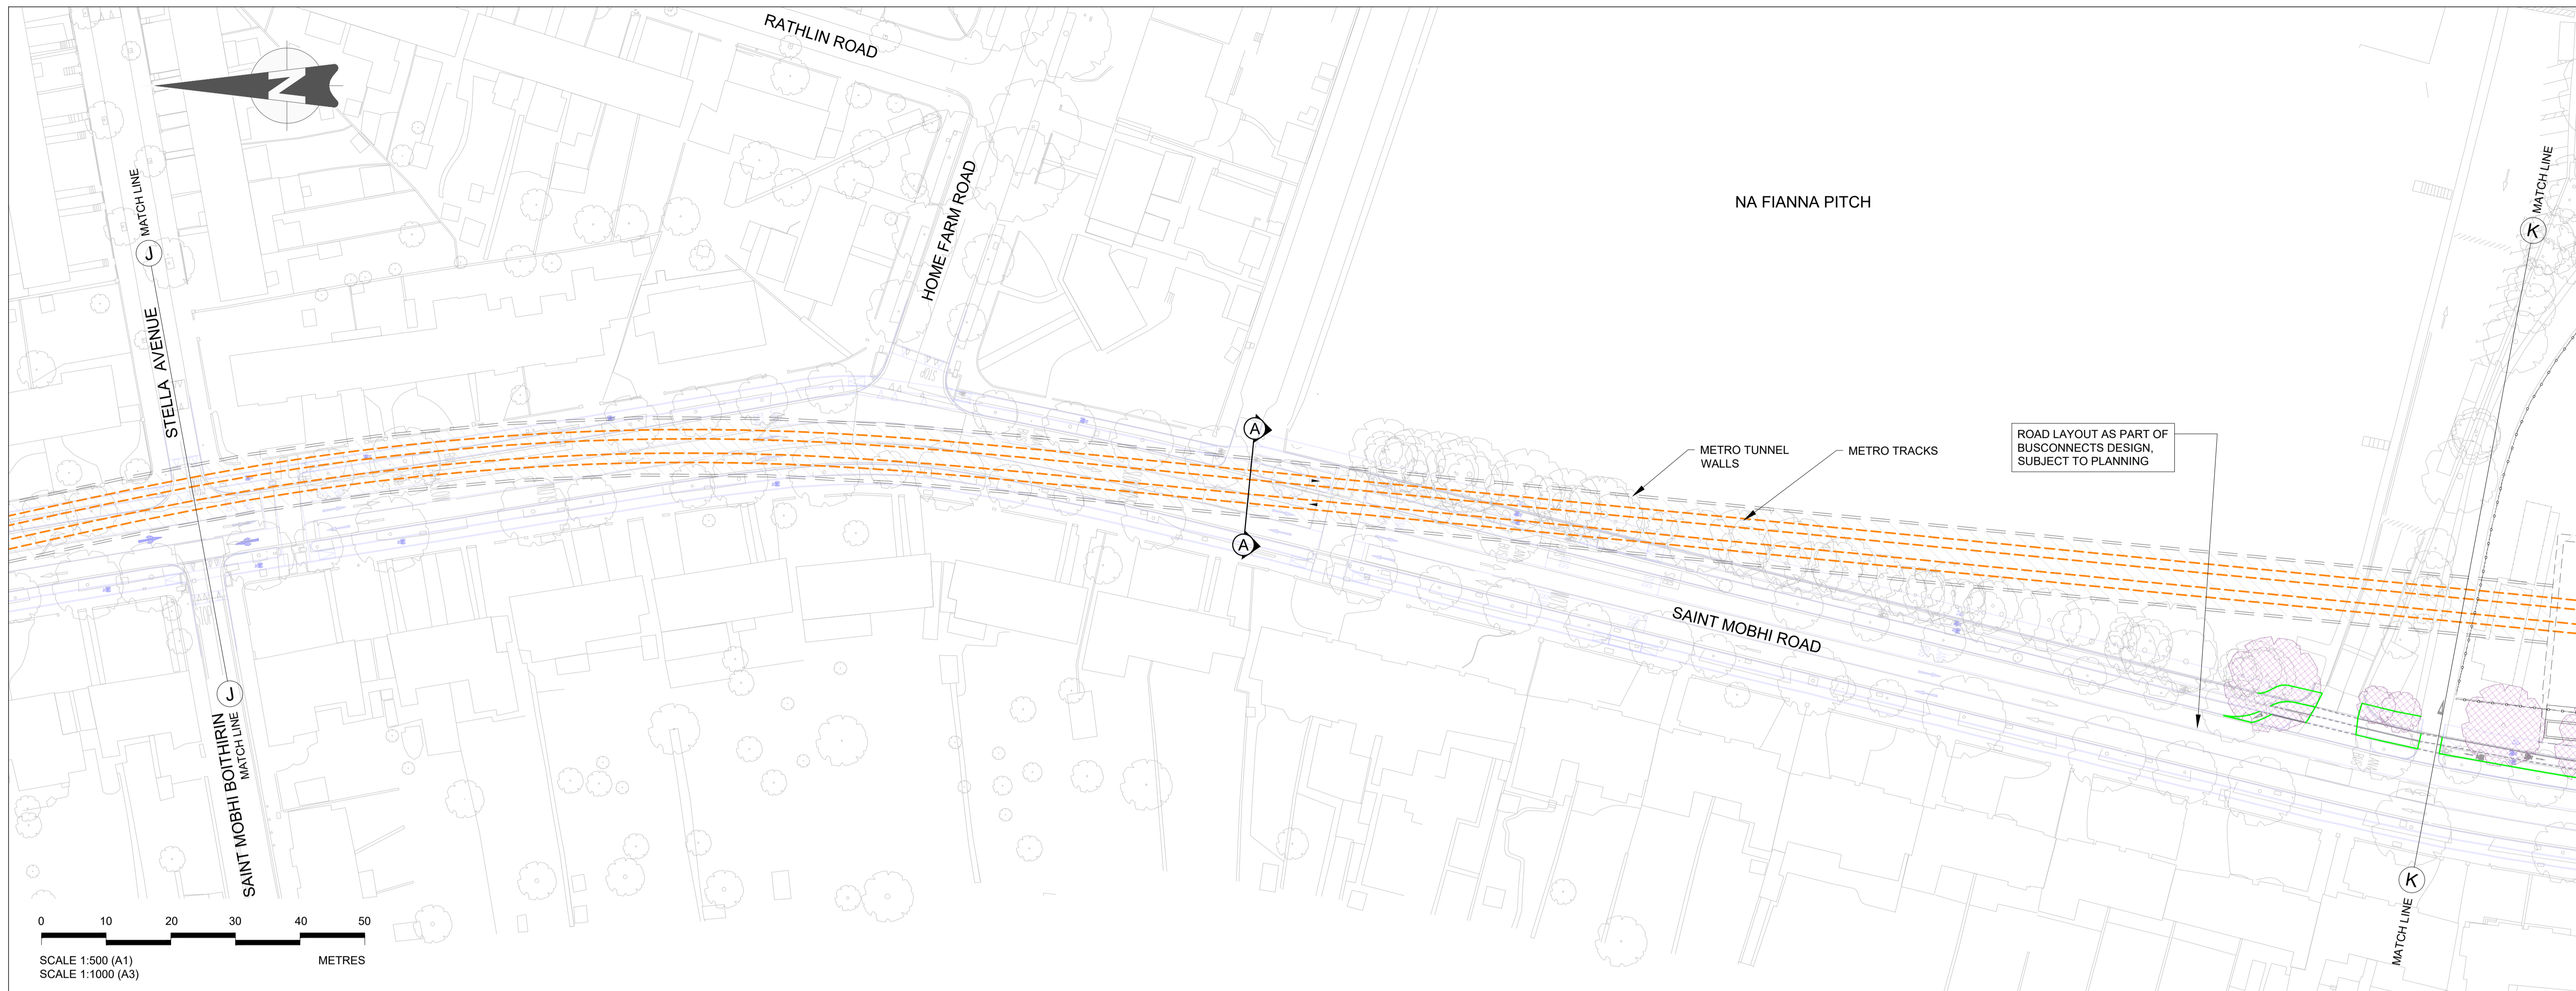 RATHLIN ROAD
N
MATCH LINE
J
STELLA AVENUE
HOME FARM ROAD
STOP
NA FIANNA PITCH
MATCH LINE
K
A
A
METRO TUNNEL
WALLS
METRO TRACKS
ROAD LAYOUT AS PART OF
BUSCONNECTS DESIGN,
SUBJECT TO PLANNING
SAINT MOBHI ROAD
J
SAINT MOBHI BOITHIRIN
MATCH LINE
K
MATCH LINE
0 10 20 30 40 50
SCALE 1:500 (A1) METRES
SCALE 1:1000 (A3)